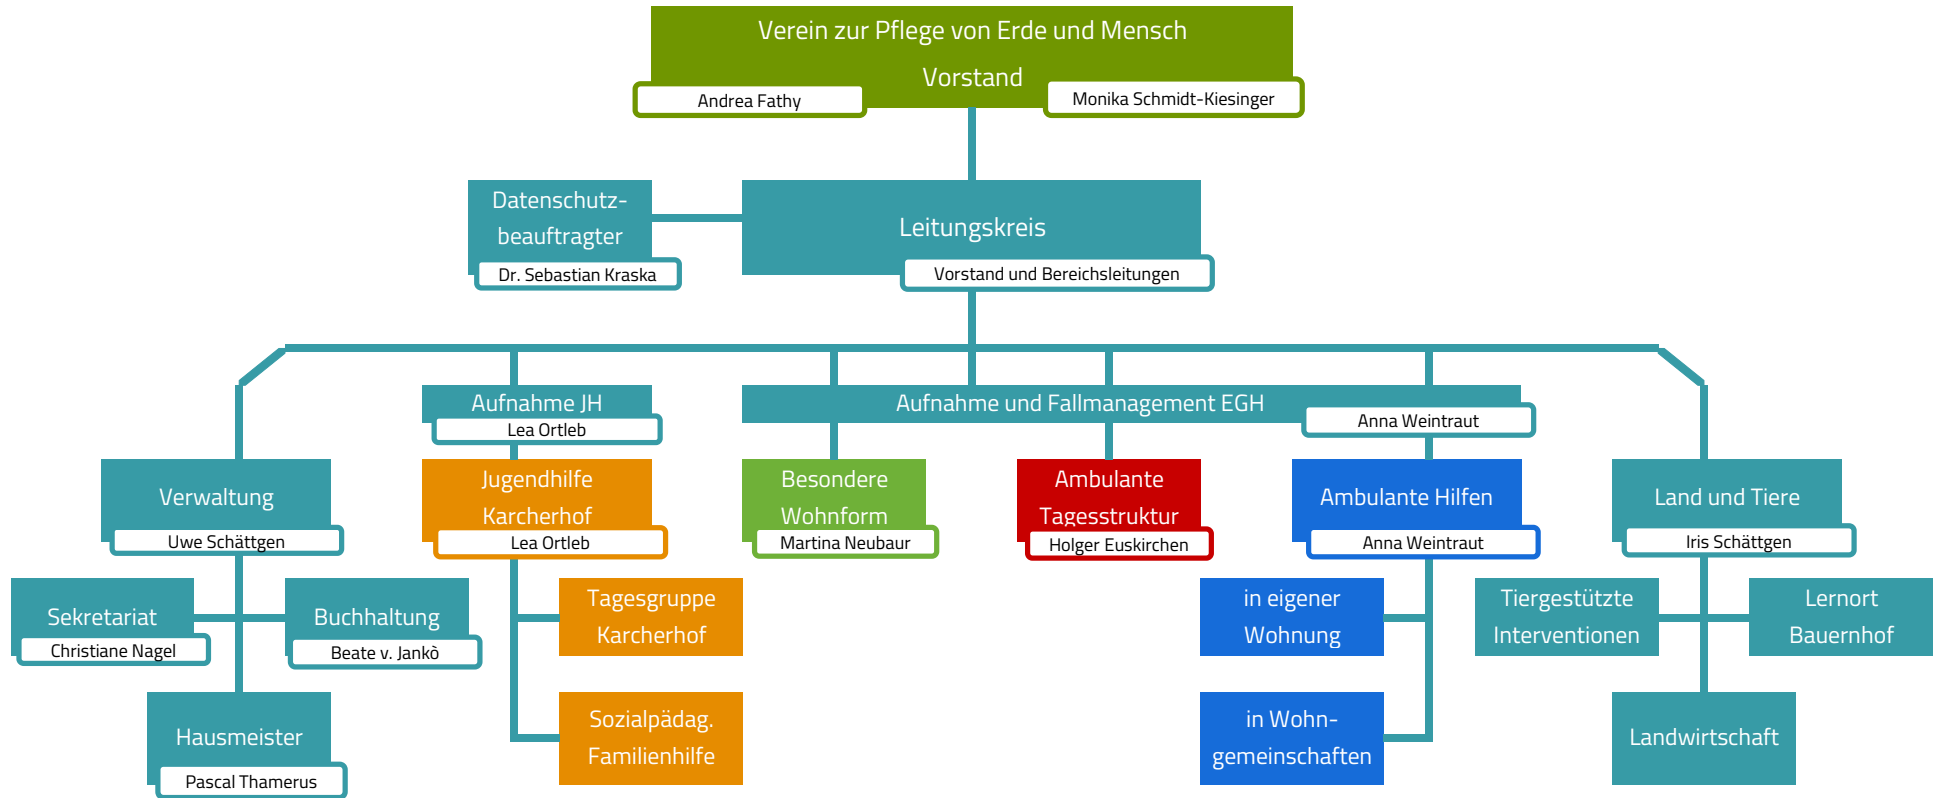 Verein zur Pflege von Erde und Mensch
Vorstand
Andrea Fathy
Monika Schmidt-Kiesinger
Datenschutz-
beauftragter
Dr. Sebastian Kraska
Leitungskreis
Vorstand und Bereichsleitungen
Aufnahme JH
Lea Ortleb
Aufnahme und Fallmanagement EGH
Anna Weintraut
Verwaltung
Uwe Schättgen
Jugendhilfe
Karcherhof
Lea Ortleb
Besondere
Wohnform
Martina Neubaur
Ambulante
Tagesstruktur
Holger Euskirchen
Ambulante Hilfen
Anna Weintraut
Land und Tiere
Iris Schättgen
Sekretariat
Christiane Nagel
Buchhaltung
Beate v. Jankò
Tagesgruppe
Karcherhof
in eigener
Wohnung
Tiergestützte
Interventionen
Lernort
Bauernhof
Hausmeister
Pascal Thamerus
Sozialpädag.
Familienhilfe
in Wohn-
gemeinschaften
Landwirtschaft